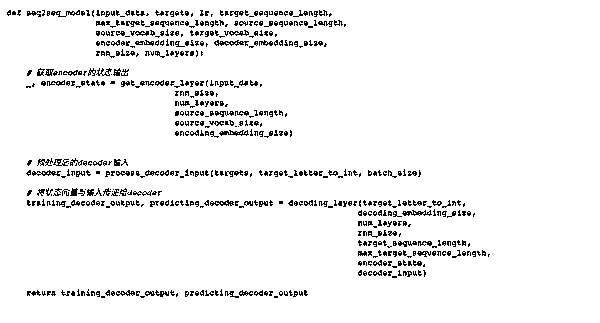 def seq2seq_model(input_data, targets, lr, target_sequence_length,
max_target_sequence_length, source_sequence_length,
source_vocab_size, target_vocab_size,
encoder_embedding_size, decoder_embedding_size,
rnn_size, num_layers):
# 获取encoder的状态输出
_, encoder_state = get_encoder_layer(input_data,
rnn_size,
num_layers,
source_sequence_length,
source_vocab_size,
encoding_embedding_size)
# 预处理后的decoder输入
decoder_input = process_decoder_input(targets, target_letter_to_int, batch_size)
# 将状态向量与输入传递给decoder
training_decoder_output, predicting_decoder_output = decoding_layer(target_letter_to_int,
decoding_embedding_size,
num_layers,
rnn_size,
target_sequence_length,
max_target_sequence_length,
encoder_state,
decoder_input)
return training_decoder_output, predicting_decoder_output